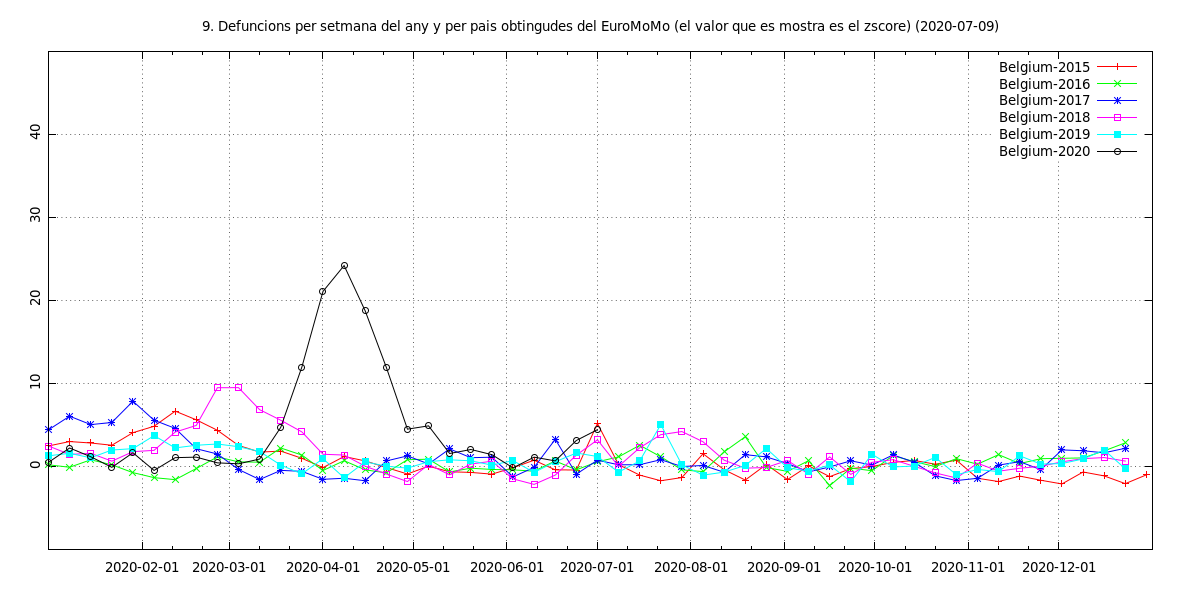 9. Defuncions per setmana del any y per pais obtingudes del EuroMoMo (el valor que es mostra es el zscore) (2020-07-09)
Belgium-2015
Belgium-2016
Belgium-2017
Belgium-2018
Belgium-2019
Belgium-2020
40
30
20
10
0
2020-02-01 2020-03-01 2020-04-01 2020-05-01 2020-06-01 2020-07-01 2020-08-01 2020-09-01 2020-10-01 2020-11-01 2020-12-01